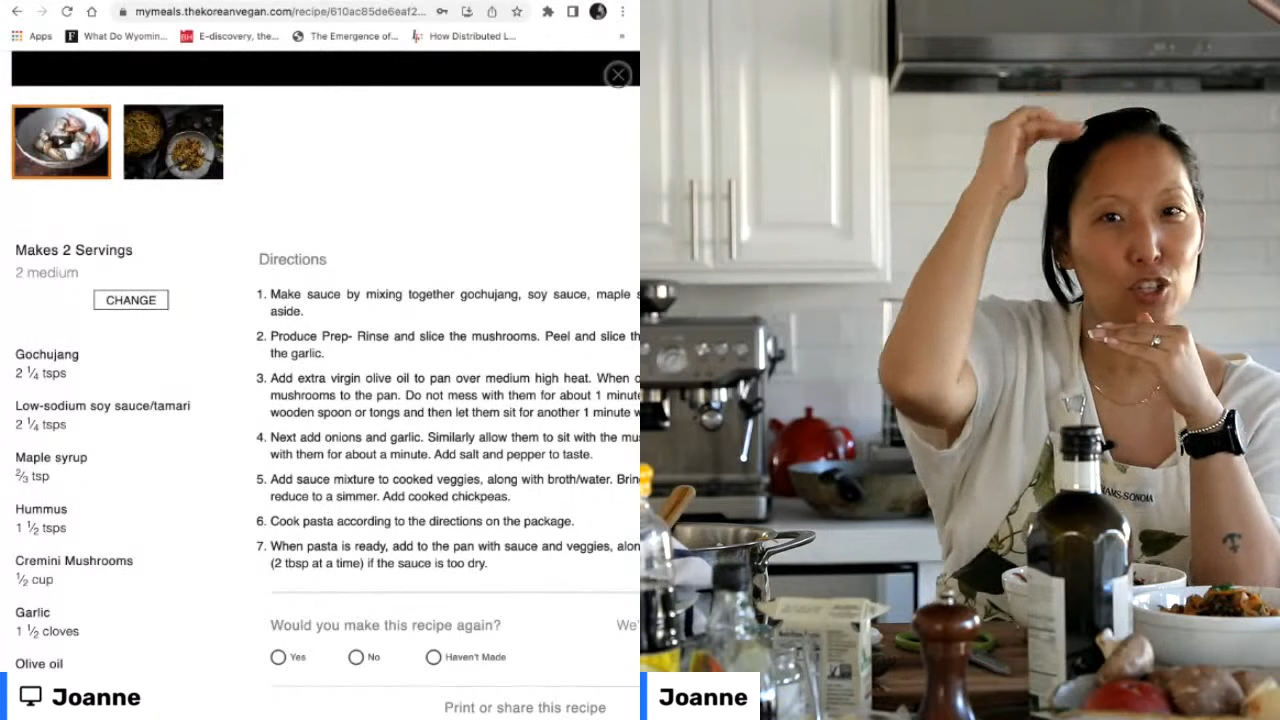 mymeals.thekoreanvegan.com/recipe/610ac85de6eaf2...
Apps
What Do Wyomin...
E-discovery, the...
The Emergence of...
How Distributed L...
»
Makes 2 Servings
2 medium
CHANGE
Gochujang
2 1/4 tsps
Low-sodium soy sauce/tamari
2 1/4 tsps
Maple syrup
2/3 tsp
Hummus
1 1/2 tsps
Cremini Mushrooms
1/2 cup
Garlic
1 1/2 cloves
Olive oil
Directions
1. Make sauce by mixing together gochujang, soy sauce, maple s
aside.
2. Produce Prep- Rinse and slice the mushrooms. Peel and slice th
the garlic.
3. Add extra virgin olive oil to pan over medium high heat. When o
mushrooms to the pan. Do not mess with them for about 1 minute
wooden spoon or tongs and then let them sit for another 1 minute w
4. Next add onions and garlic. Similarly allow them to sit with the mus
with them for about a minute. Add salt and pepper to taste.
5. Add sauce mixture to cooked veggies, along with broth/water. Brin
reduce to a simmer. Add cooked chickpeas.
6. Cook pasta according to the directions on the package.
7. When pasta is ready, add to the pan with sauce and veggies, alon
(2 tbsp at a time) if the sauce is too dry.
Would you make this recipe again?
We'
Yes
No
Haven't Made
Print or share this recipe
Joanne
AMS-SONOMA
Joanne